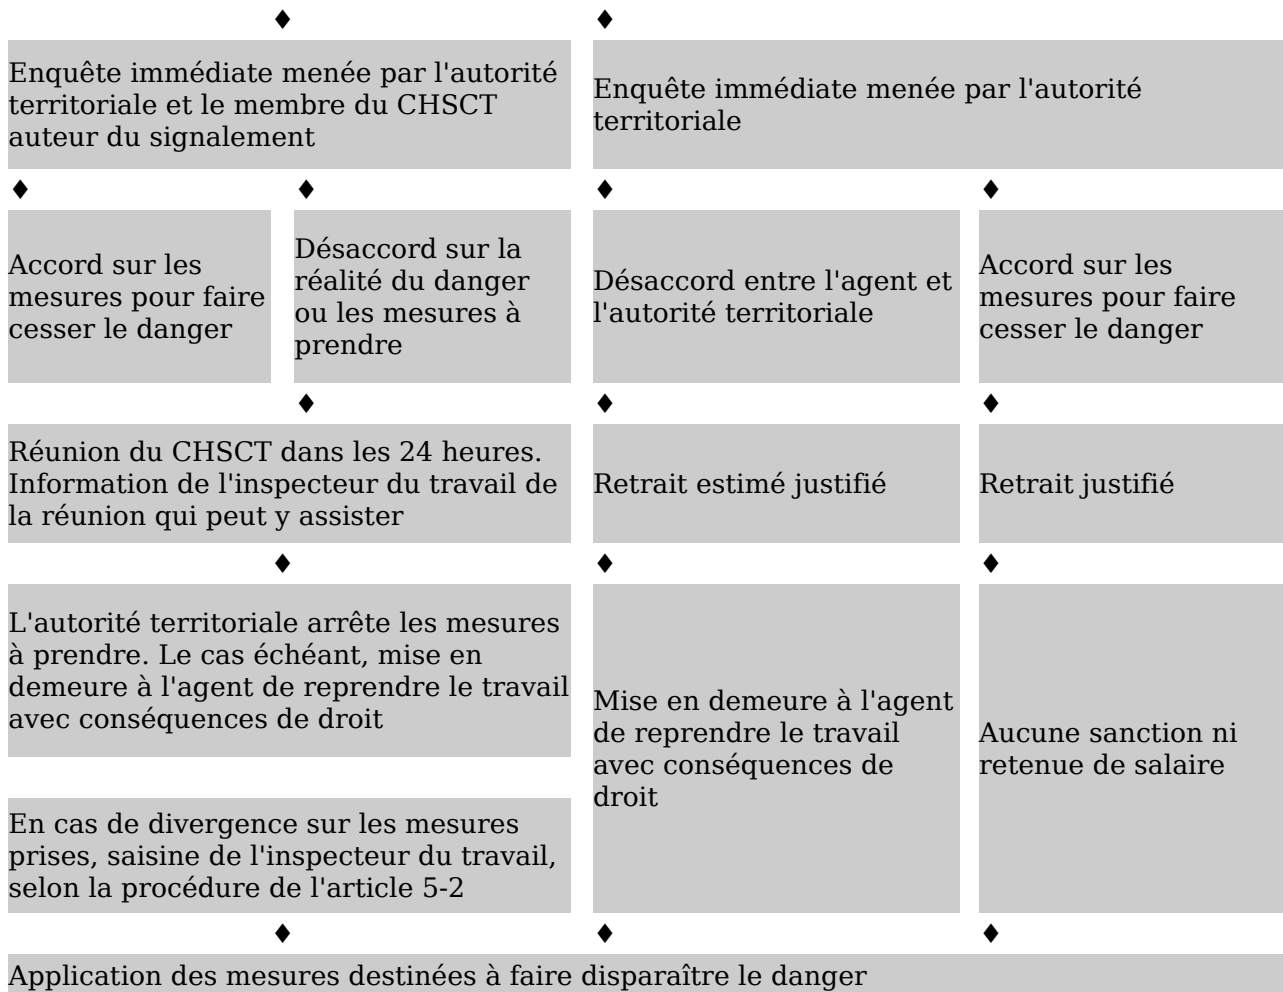 ♦ ♦
Enquête immédiate menée par l'autorité
territoriale et le membre du CHSCT
auteur du signalement
Enquête immédiate menée par l'autorité
territoriale
♦ ♦ ♦ ♦
Accord sur les
mesures pour faire
cesser le danger
Désaccord sur la
réalité du danger
ou les mesures à
prendre
Désaccord entre l'agent et
l'autorité territoriale
Accord sur les
mesures pour faire
cesser le danger
♦ ♦ ♦
Réunion du CHSCT dans les 24 heures.
Information de l'inspecteur du travail de
la réunion qui peut y assister
Retrait estimé justifié
Retrait justifié
♦ ♦ ♦
L'autorité territoriale arrête les mesures
à prendre. Le cas échéant, mise en
demeure à l'agent de reprendre le travail
avec conséquences de droit
Mise en demeure à l'agent
de reprendre le travail
avec conséquences de
droit
Aucune sanction ni
retenue de salaire
En cas de divergence sur les mesures
prises, saisine de l'inspecteur du travail,
selon la procédure de l'article 5-2
♦ ♦ ♦
Application des mesures destinées à faire disparaître le danger